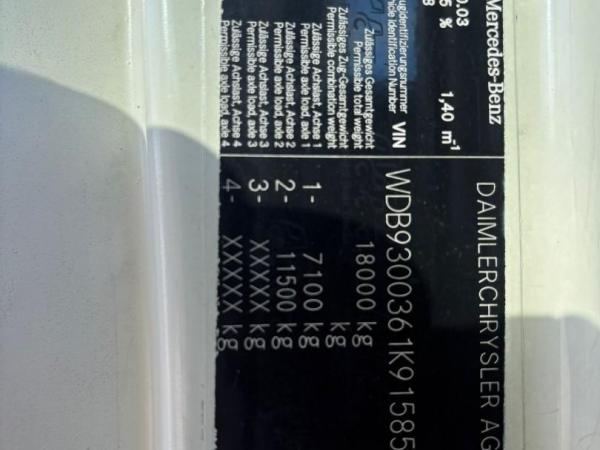 Mercedes-Benz
DAIMLERCHRYSLER AG
0.03
5 % 1,40 m⁻¹
VIN WDB9300361K91585
Vehicle Identification Number
Zulässiges Gesamtgewicht
Permissible total weight 18000 kg
Zulässiges Zug-Gesamtgewicht
Permissible combination weight kg
Zulässige Achslast, Achse 1
Permissible axle load, axle 1 1- 7100 kg
Zulässige Achslast, Achse 2
Permissible axle load, axle 2 2- 11500 kg
Zulässige Achslast, Achse 3
Permissible axle load, axle 3 3- XXXXX kg
Zulässige Achslast, Achse 4
Permissible axle load, axle 4 4- XXXXX kg